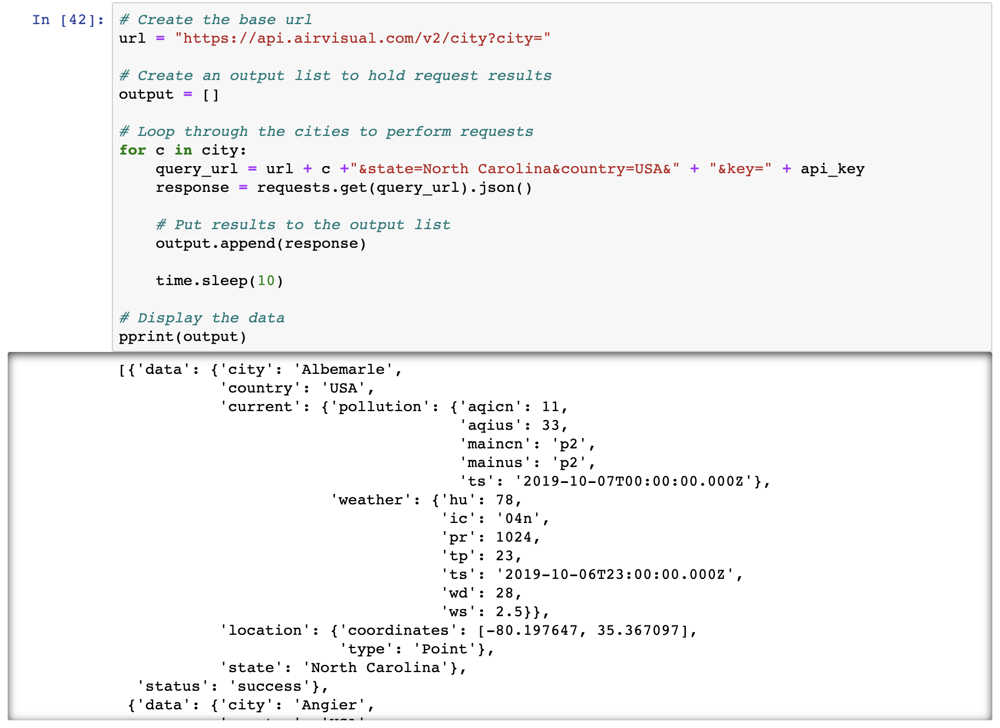 In [42]: # Create the base url
url = "https://api.airvisual.com/v2/city?city="
# Create an output list to hold request results
output = []
# Loop through the cities to perform requests
for c in city:
    query_url = url + c +"&state=North Carolina&country=USA&" + "&key=" + api_key
    response = requests.get(query_url).json()
    # Put results to the output list
    output.append(response)
    time.sleep(10)
# Display the data
pprint(output)
[{'data': {'city': 'Albemarle',
           'country': 'USA',
           'current': {'pollution': {'aqicn': 11,
                                     'aqius': 33,
                                     'maincn': 'p2',
                                     'mainus': 'p2',
                                     'ts': '2019-10-07T00:00:00.000Z'},
                       'weather': {'hu': 78,
                                   'ic': '04n',
                                   'pr': 1024,
                                   'tp': 23,
                                   'ts': '2019-10-06T23:00:00.000Z',
                                   'wd': 28,
                                   'ws': 2.5}},
           'location': {'coordinates': [-80.197647, 35.367097],
                        'type': 'Point'},
           'state': 'North Carolina'},
  'status': 'success'},
 {'data': {'city': 'Angier',